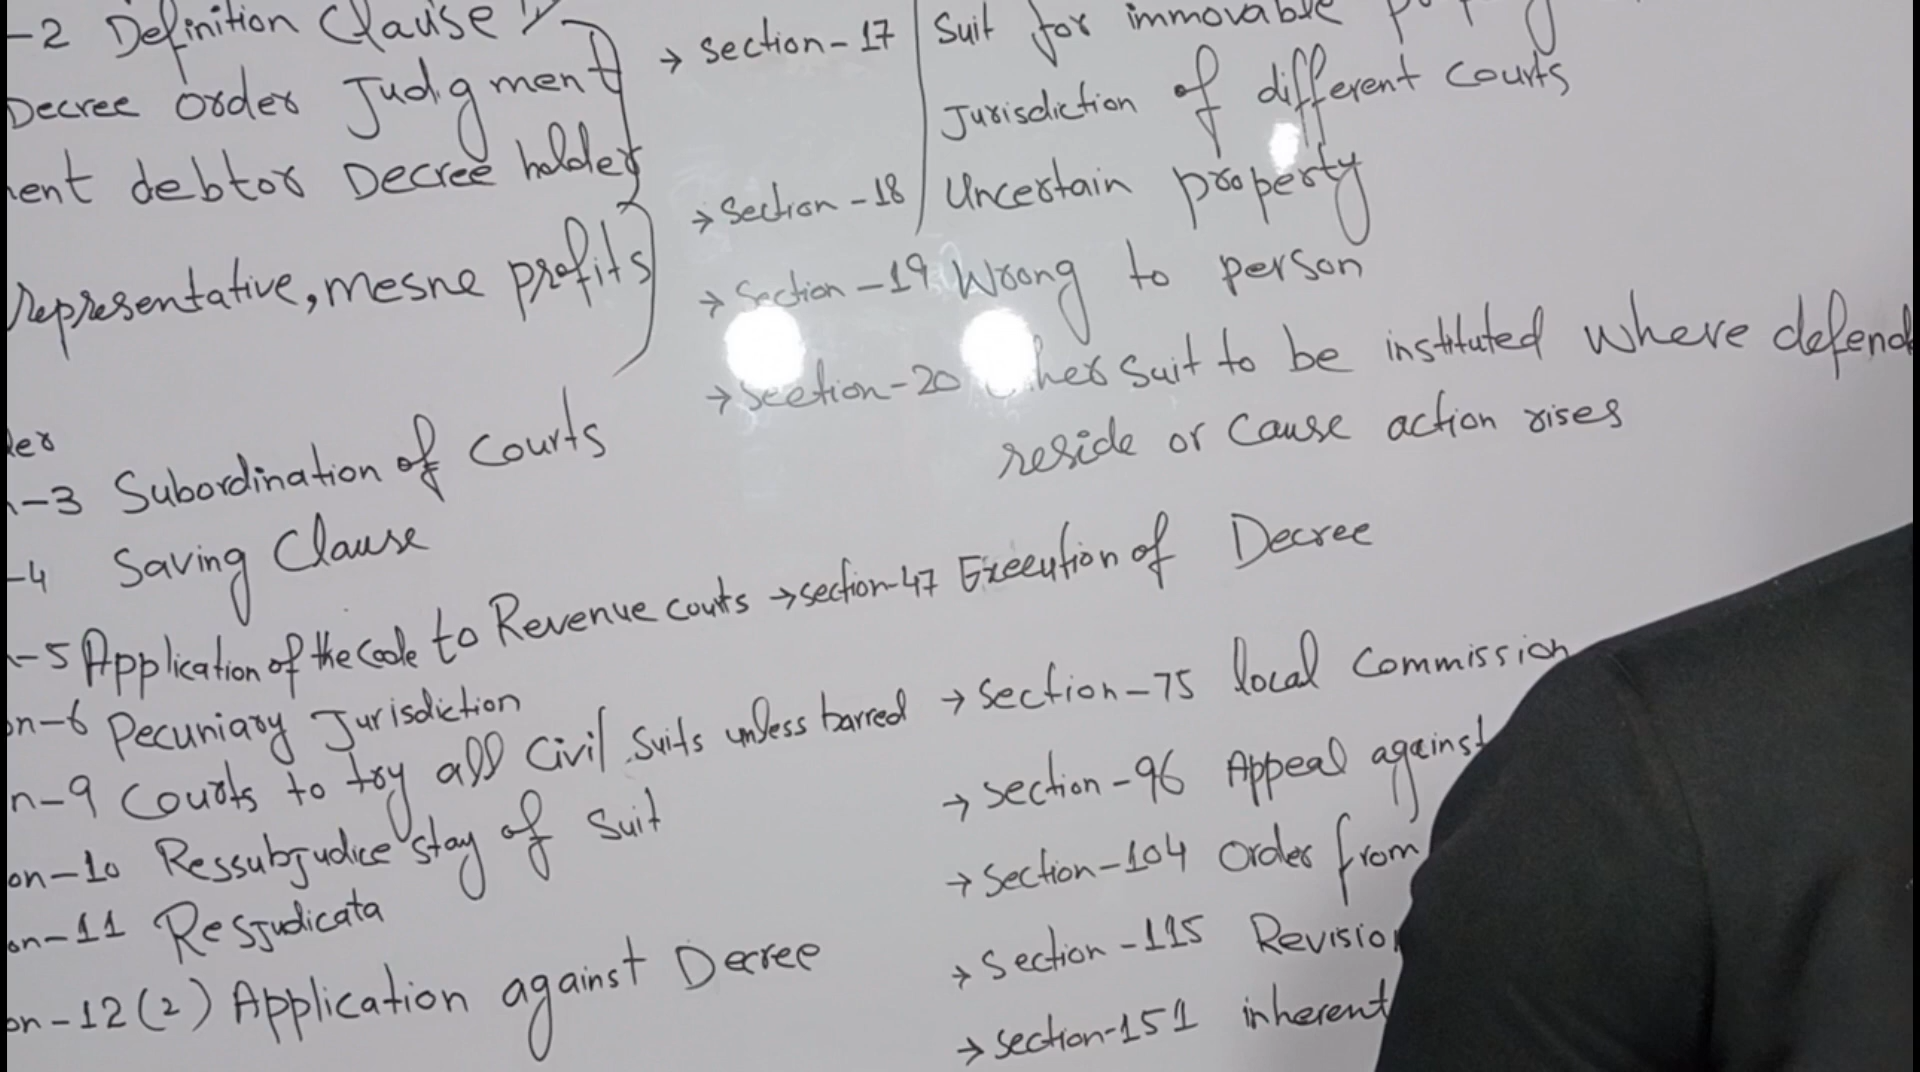 -2 Definition Clause
Decree order Judgment
ent debtor Decree holder
representative, mesne profits
der
-3 Subordination of Courts
-4 Saving Clause
-5 Application of the Code to Revenue courts
on-6 Pecuniary Jurisdiction
n-9 Courts to try all Civil Suits unless barred
on-10 Ressubjudice stay of Suit
on-11 Resjudicata
on-12(2) Application against Decree
→ Section-17 Suit for immovable
Jurisdiction of different Courts
→ Section-18 Uncertain property
→ Section-19 Wrong to person
→ Section-20 her Suit to be instituted where defend
reside or Cause action rises
→ section-47 Execution of Decree
→ Section-75 local Commission
→ Section-96 Appeal against
→ Section-104 Order from
→ Section-115 Revisio
→ Section-151 inherent